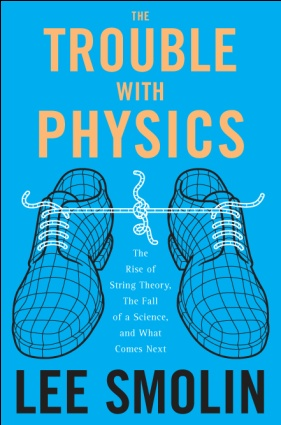 THE
TROUBLE
WITH
PHYSICS
The
Rise of
String Theory,
The Fall
of a Science,
and What
Comes Next
LEE SMOLIN